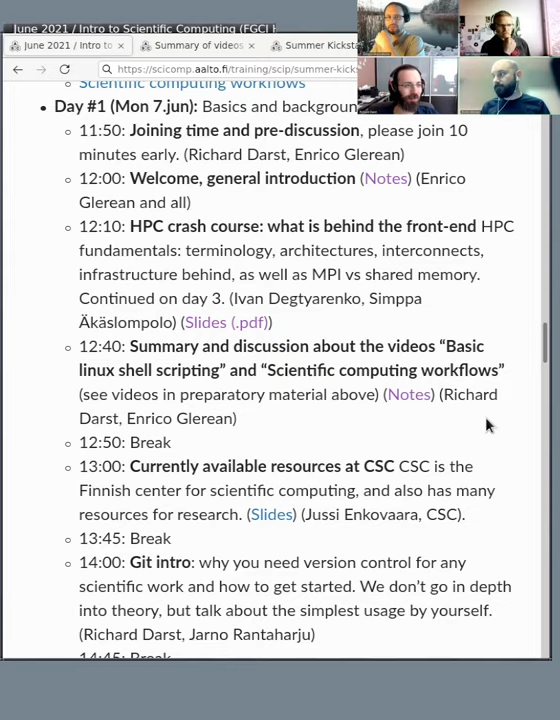 June 2021 / Intro to Scientific Computing (FGCI
June 2021 / Intro to
Summary of videos
Summer Kickst
https://scicomp.aalto.fi/training/scip/summer-kick
Scientific computing workflows
• Day #1 (Mon 7.jun): Basics and backgroun
○ 11:50: Joining time and pre-discussion, please join 10
minutes early. (Richard Darst, Enrico Glerean)
○ 12:00: Welcome, general introduction (Notes) (Enrico
Glerean and all)
○ 12:10: HPC crash course: what is behind the front-end HPC
fundamentals: terminology, architectures, interconnects,
infrastructure behind, as well as MPI vs shared memory.
Continued on day 3. (Ivan Degtyarenko, Simppa
Äkäslompolo) (Slides (.pdf))
○ 12:40: Summary and discussion about the videos “Basic
linux shell scripting” and “Scientific computing workflows”
(see videos in preparatory material above) (Notes) (Richard
Darst, Enrico Glerean)
○ 12:50: Break
○ 13:00: Currently available resources at CSC CSC is the
Finnish center for scientific computing, and also has many
resources for research. (Slides) (Jussi Enkovaara, CSC).
○ 13:45: Break
○ 14:00: Git intro: why you need version control for any
scientific work and how to get started. We don’t go in depth
into theory, but talk about the simplest usage by yourself.
(Richard Darst, Jarno Rantaharju)
14:45: Break